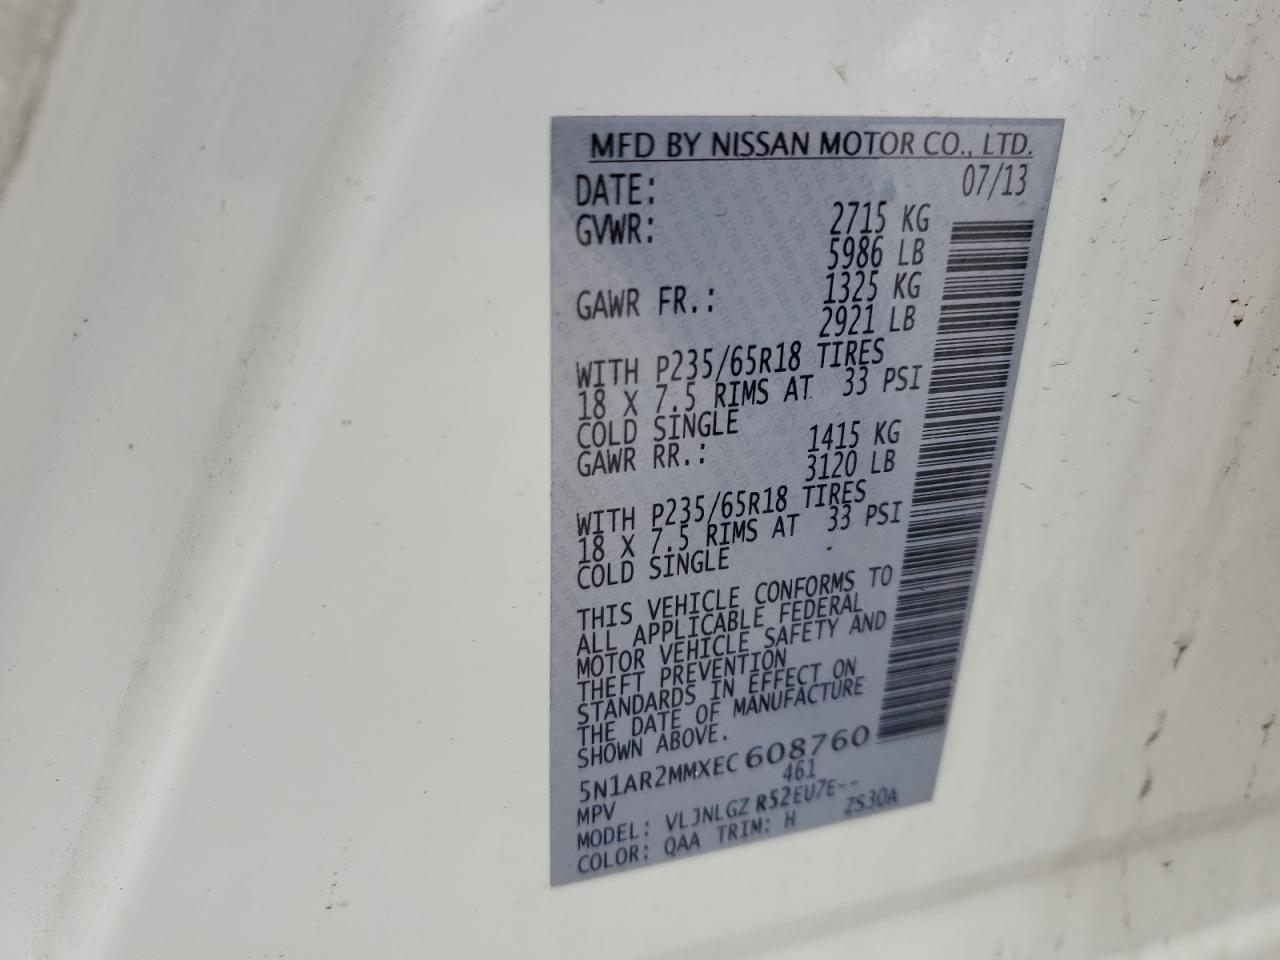 MFD BY NISSAN MOTOR CO., LTD.
DATE: 07/13
GVWR: 2715 KG
5986 LB
GAWR FR.: 1325 KG
2921 LB
WITH P235/65R18 TIRES
18 X 7.5 RIMS AT 33 PSI
COLD SINGLE
GAWR RR.: 1415 KG
3120 LB
WITH P235/65R18 TIRES
18 X 7.5 RIMS AT 33 PSI
COLD SINGLE
THIS VEHICLE CONFORMS TO
ALL APPLICABLE FEDERAL
MOTOR VEHICLE SAFETY AND
THEFT PREVENTION
STANDARDS IN EFFECT ON
THE DATE OF MANUFACTURE
SHOWN ABOVE.
5N1AR2MMXEC608760
MPV 461
MODEL: VLJNLGZ R52EU7E--
COLOR: QAA TRIM: H ZS30A